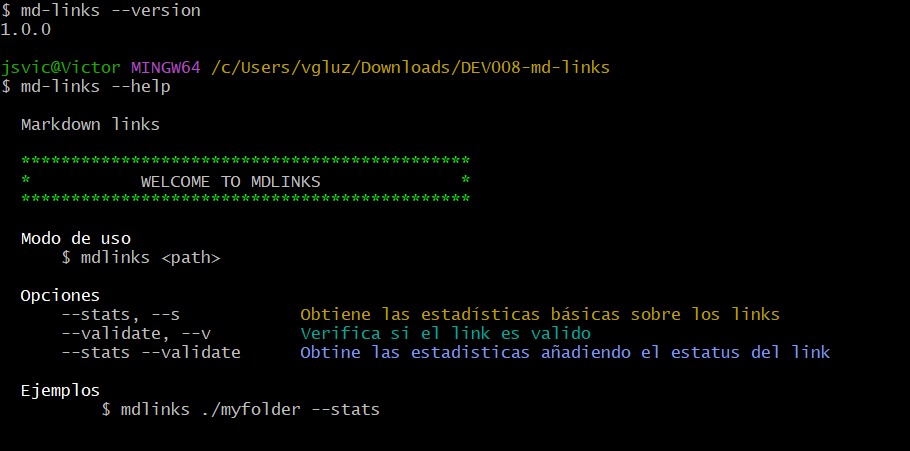 $ md-links --version
1.0.0
jsvic@Victor MINGW64 /c/Users/vgluz/Downloads/DEV008-md-links
$ md-links --help
Markdown links
*********************************************
* WELCOME TO MDLINKS *
*********************************************
Modo de uso
$ mdlinks <path>
Opciones
--stats, --s Obtiene las estadísticas básicas sobre los links
--validate, --v Verifica si el link es valido
--stats --validate Obtine las estadisticas añadiendo el estatus del link
Ejemplos
$ mdlinks ./myfolder --stats